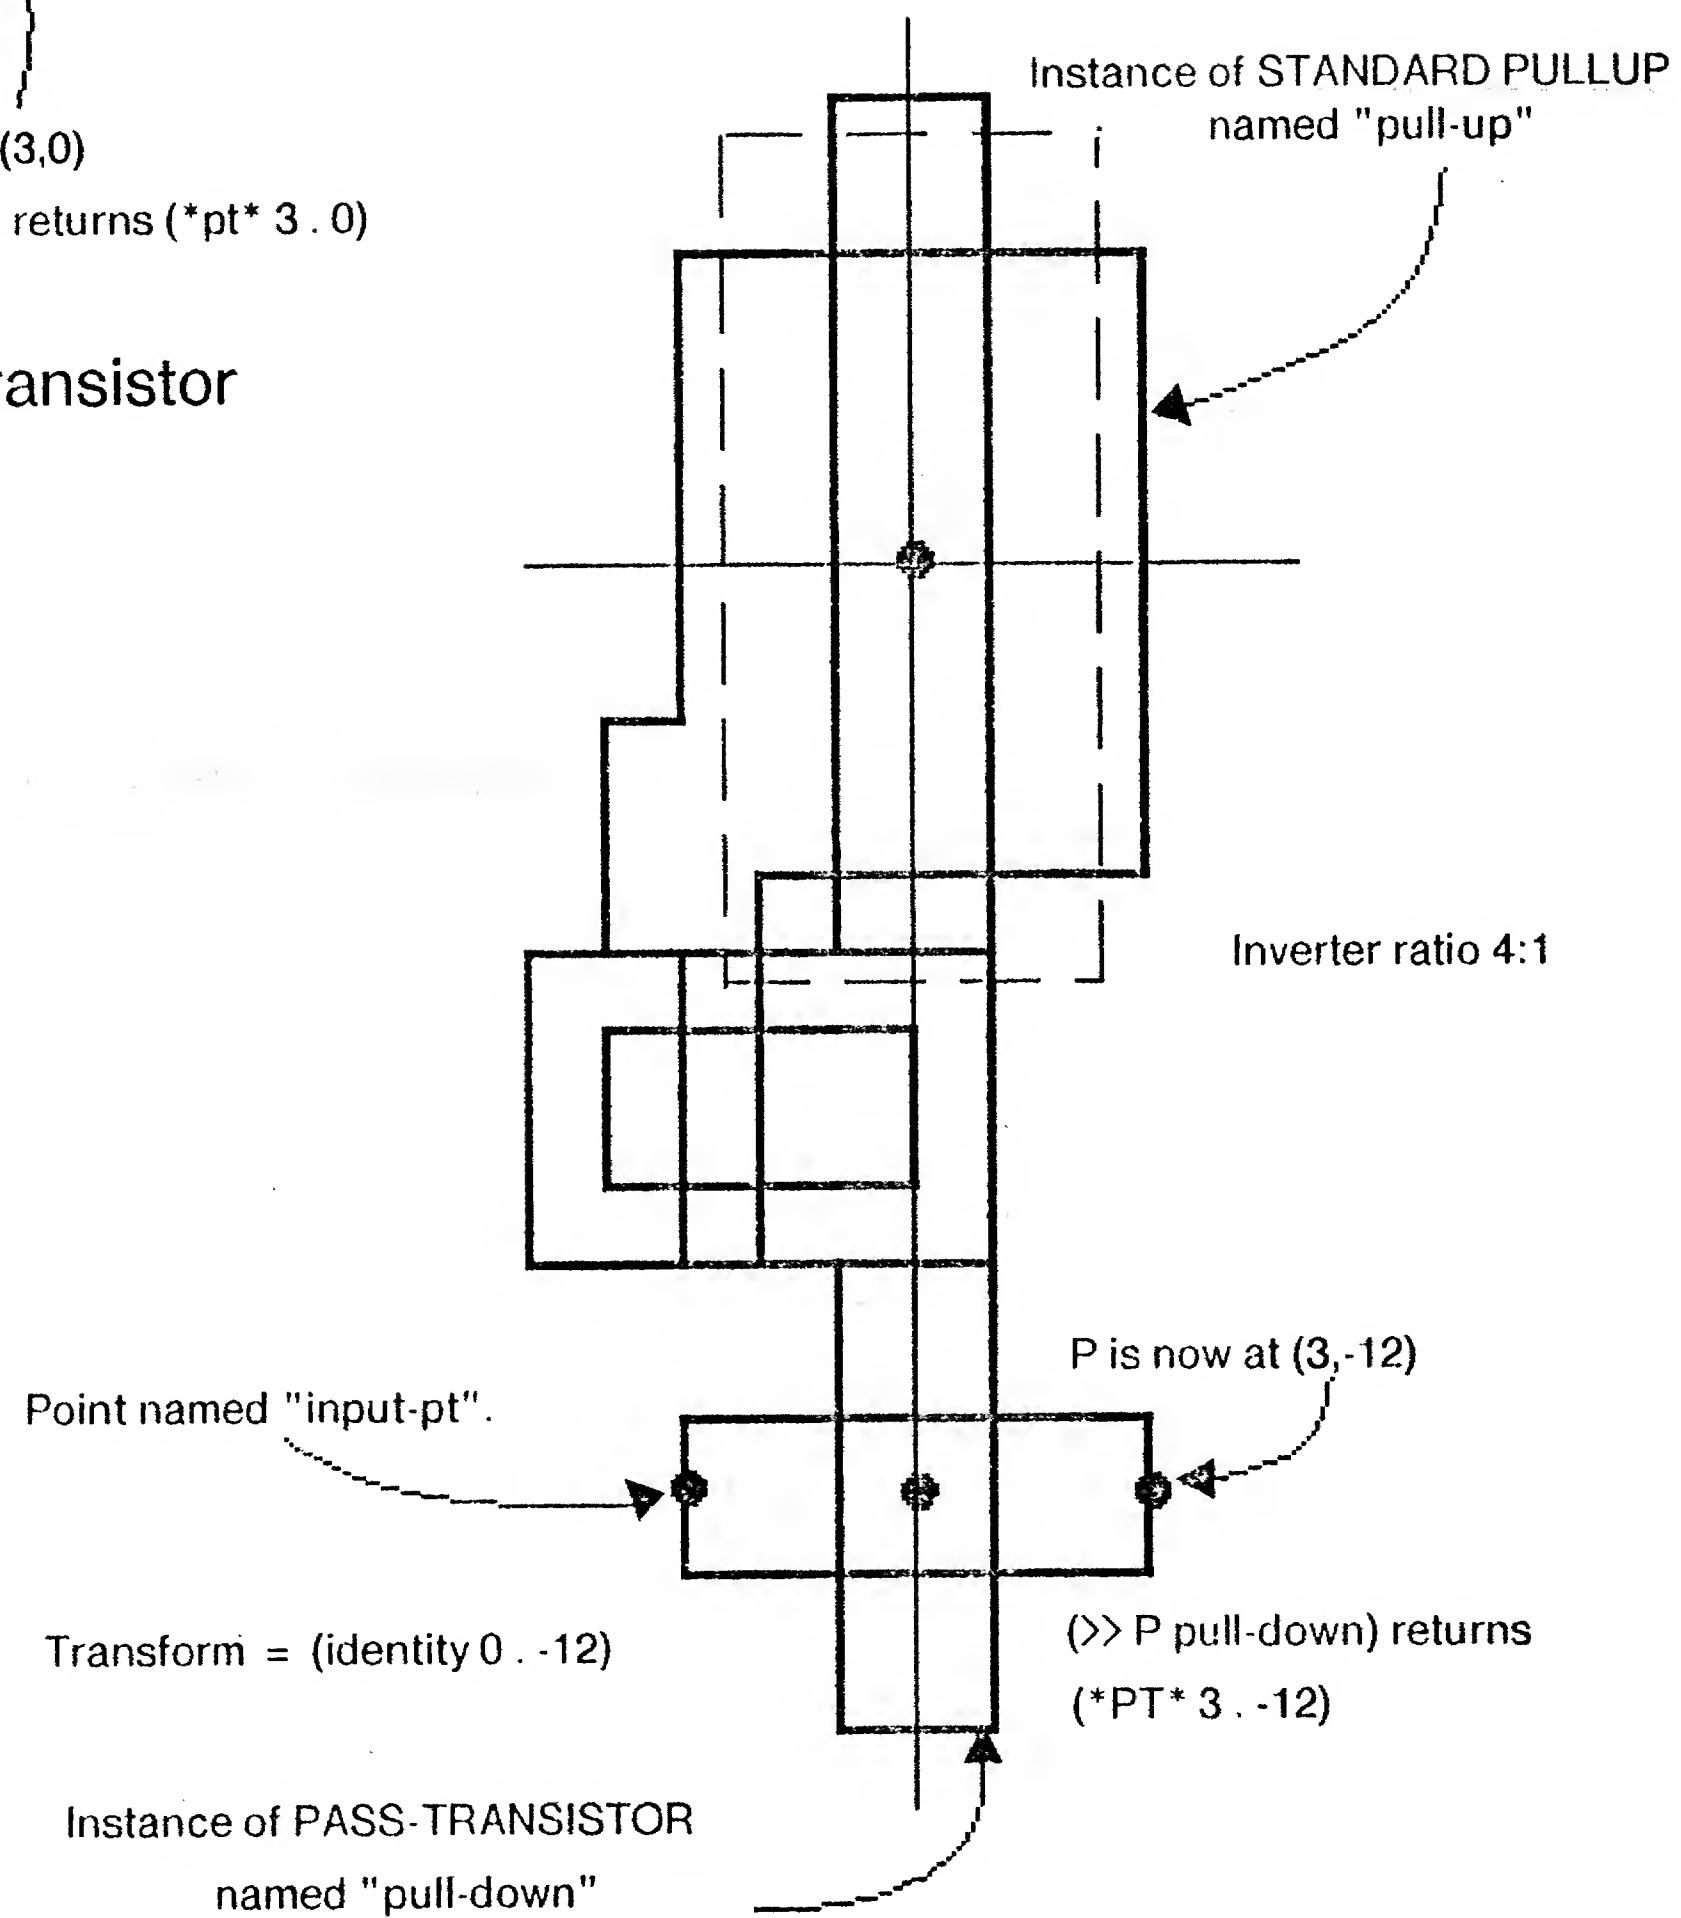 (3,0)
returns (*pt* 3 . 0)
ansistor
Instance of STANDARD PULLUP
named "pull-up"
Inverter ratio 4:1
P is now at (3,-12)
Point named "input-pt".
Transform = (identity 0 . -12)
(>> P pull-down) returns
(*PT* 3 . -12)
Instance of PASS-TRANSISTOR
named "pull-down"